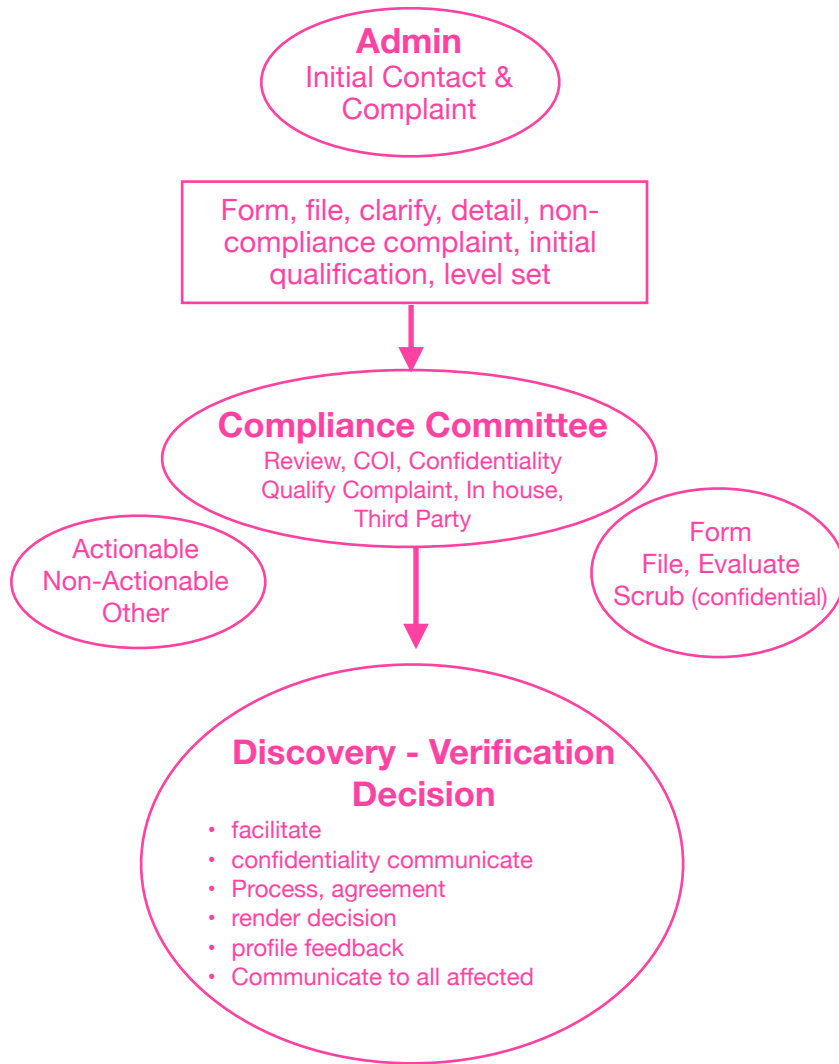 Admin
Initial Contact &
Complaint
Form, file, clarify, detail, non-
compliance complaint, initial
qualification, level set
Compliance Committee
Review, COI, Confidentiality
Qualify Complaint, In house,
Third Party
Actionable
Non-Actionable
Other
Form
File, Evaluate
Scrub (confidential)
Discovery - Verification
Decision
• facilitate
• confidentiality communicate
• Process, agreement
• render decision
• profile feedback
• Communicate to all affected